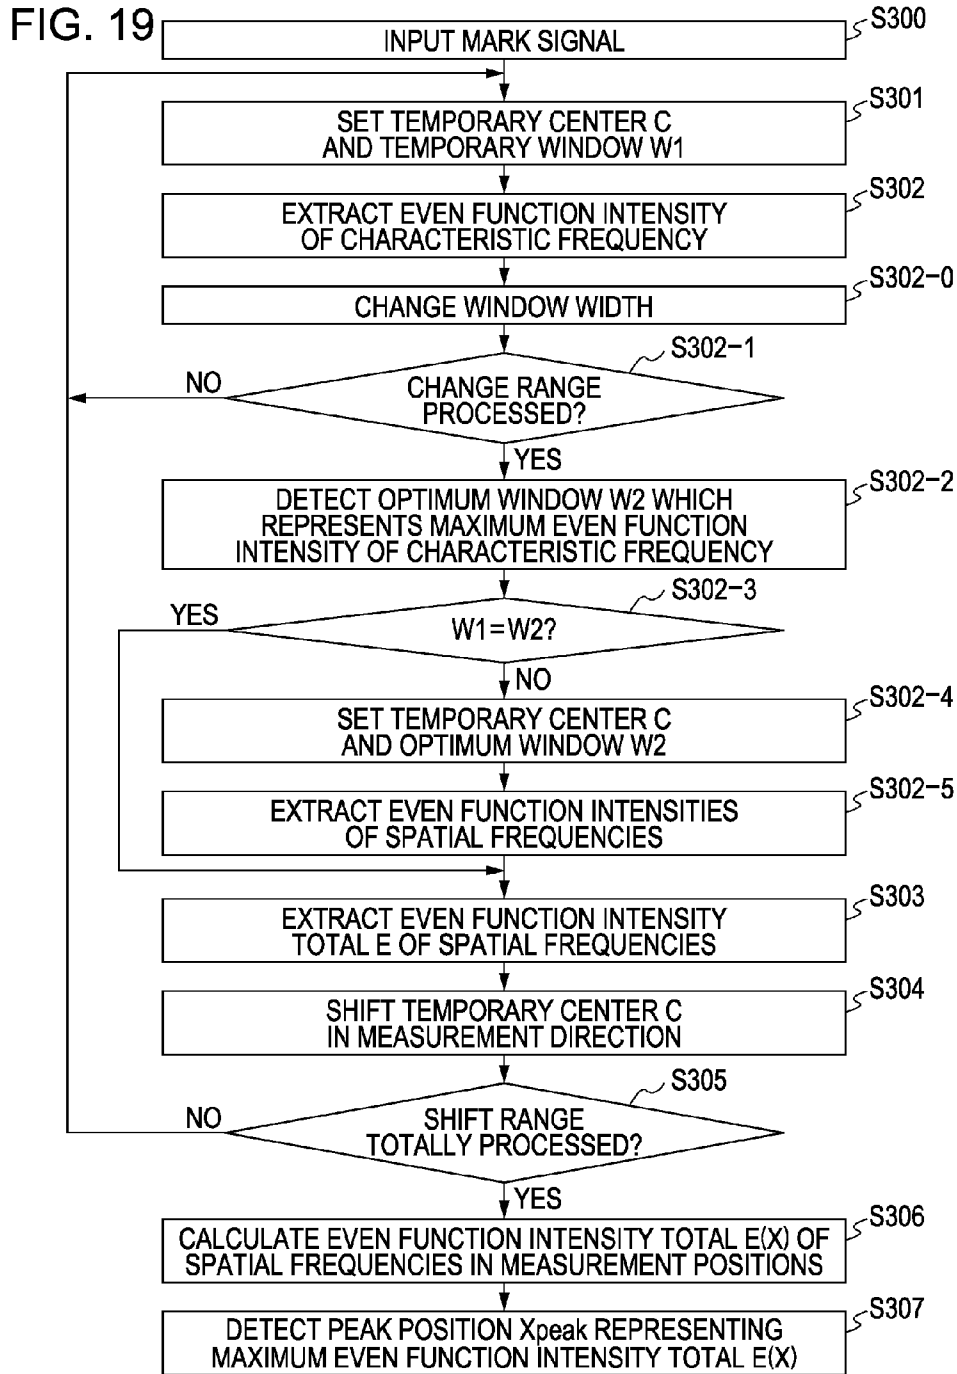 FIG. 19
S300
INPUT MARK SIGNAL
S301
SET TEMPORARY CENTER C
AND TEMPORARY WINDOW W1
S302
EXTRACT EVEN FUNCTION INTENSITY
OF CHARACTERISTIC FREQUENCY
S302-0
CHANGE WINDOW WIDTH
S302-1
NO
CHANGE RANGE
PROCESSED?
YES
S302-2
DETECT OPTIMUM WINDOW W2 WHICH
REPRESENTS MAXIMUM EVEN FUNCTION
INTENSITY OF CHARACTERISTIC FREQUENCY
S302-3
YES
W1=W2?
NO
S302-4
SET TEMPORARY CENTER C
AND OPTIMUM WINDOW W2
S302-5
EXTRACT EVEN FUNCTION INTENSITIES
OF SPATIAL FREQUENCIES
S303
EXTRACT EVEN FUNCTION INTENSITY
TOTAL E OF SPATIAL FREQUENCIES
S304
SHIFT TEMPORARY CENTER C
IN MEASUREMENT DIRECTION
S305
NO
SHIFT RANGE
TOTALLY PROCESSED?
YES
S306
CALCULATE EVEN FUNCTION INTENSITY TOTAL E(X) OF
SPATIAL FREQUENCIES IN MEASUREMENT POSITIONS
S307
DETECT PEAK POSITION Xpeak REPRESENTING
MAXIMUM EVEN FUNCTION INTENSITY TOTAL E(X)